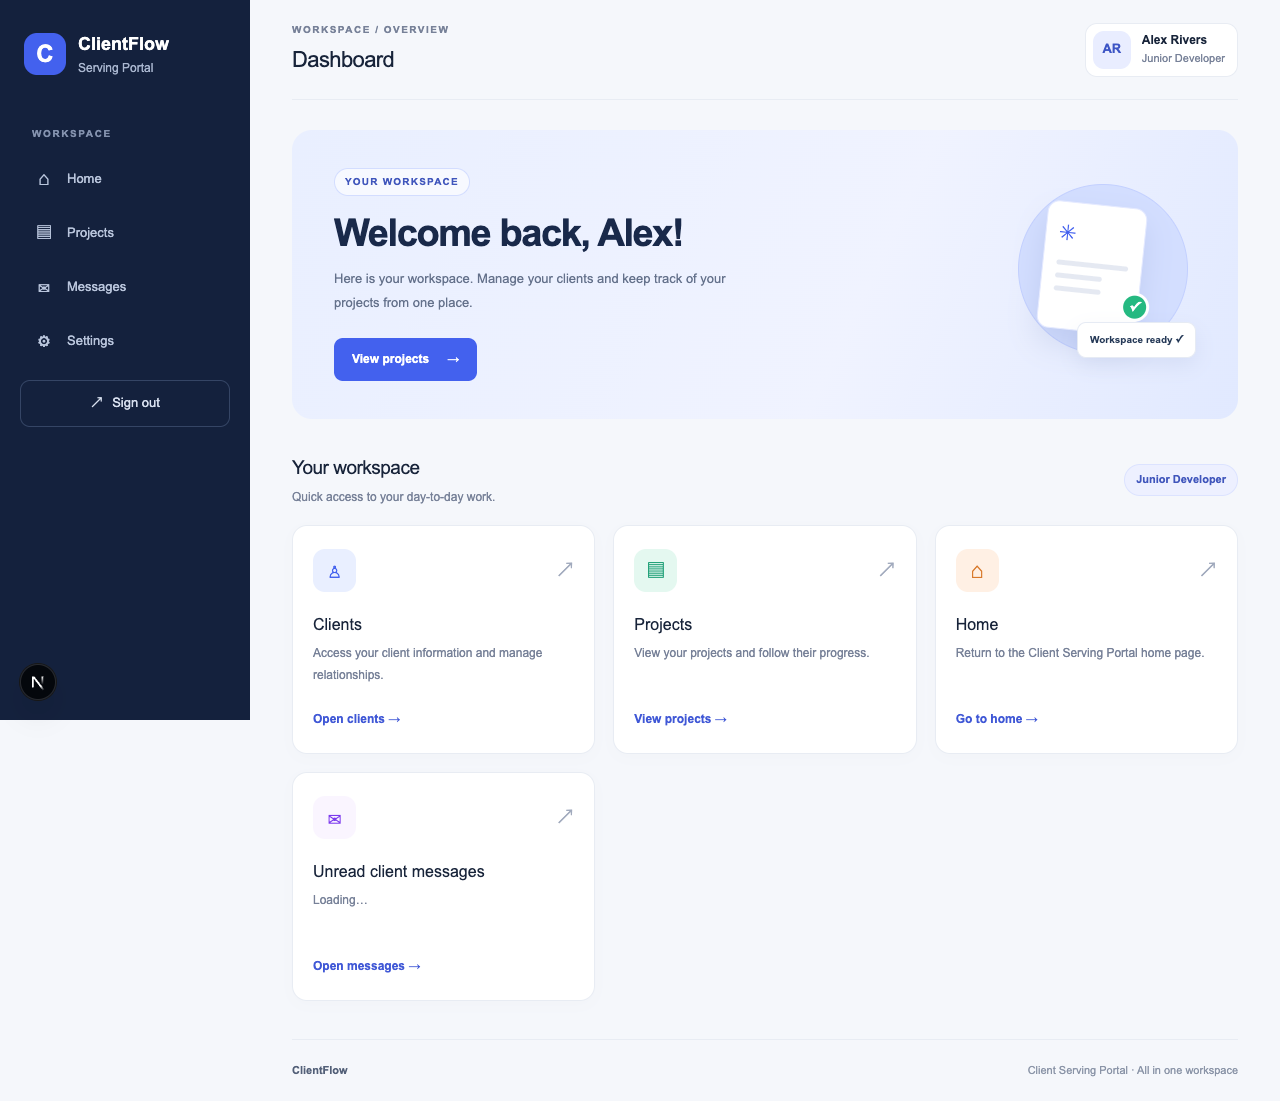 C
ClientFlow
Serving Portal
WORKSPACE
Home
Projects
Messages
Settings
Sign out
N
WORKSPACE / OVERVIEW
Dashboard
AR
Alex Rivers
Junior Developer
YOUR WORKSPACE
Welcome back, Alex!
Here is your workspace. Manage your clients and keep track of your
projects from one place.
View projects →
Workspace ready ✓
Your workspace
Quick access to your day-to-day work.
Junior Developer
Clients
Access your client information and manage
relationships.
Open clients →
Projects
View your projects and follow their progress.
View projects →
Home
Return to the Client Serving Portal home page.
Go to home →
Unread client messages
Loading…
Open messages →
ClientFlow
Client Serving Portal · All in one workspace